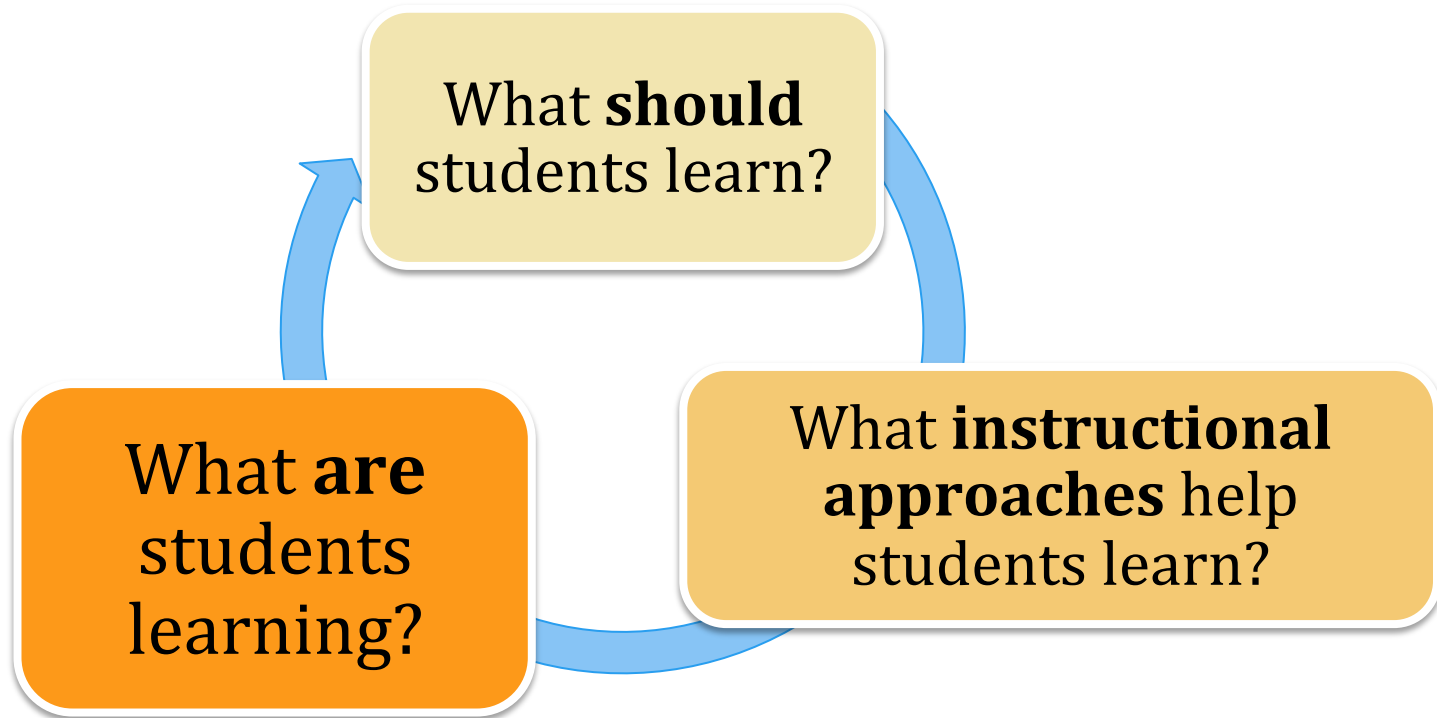 What should
students learn?
What instructional
approaches help
students learn?
What are
students
learning?